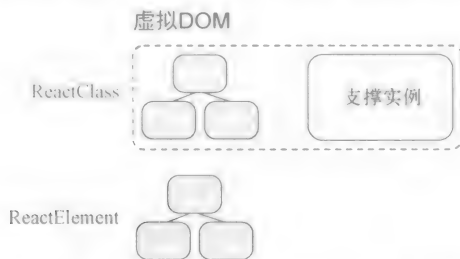 虚拟DOM
ReactClass
支撑实例
ReactElement